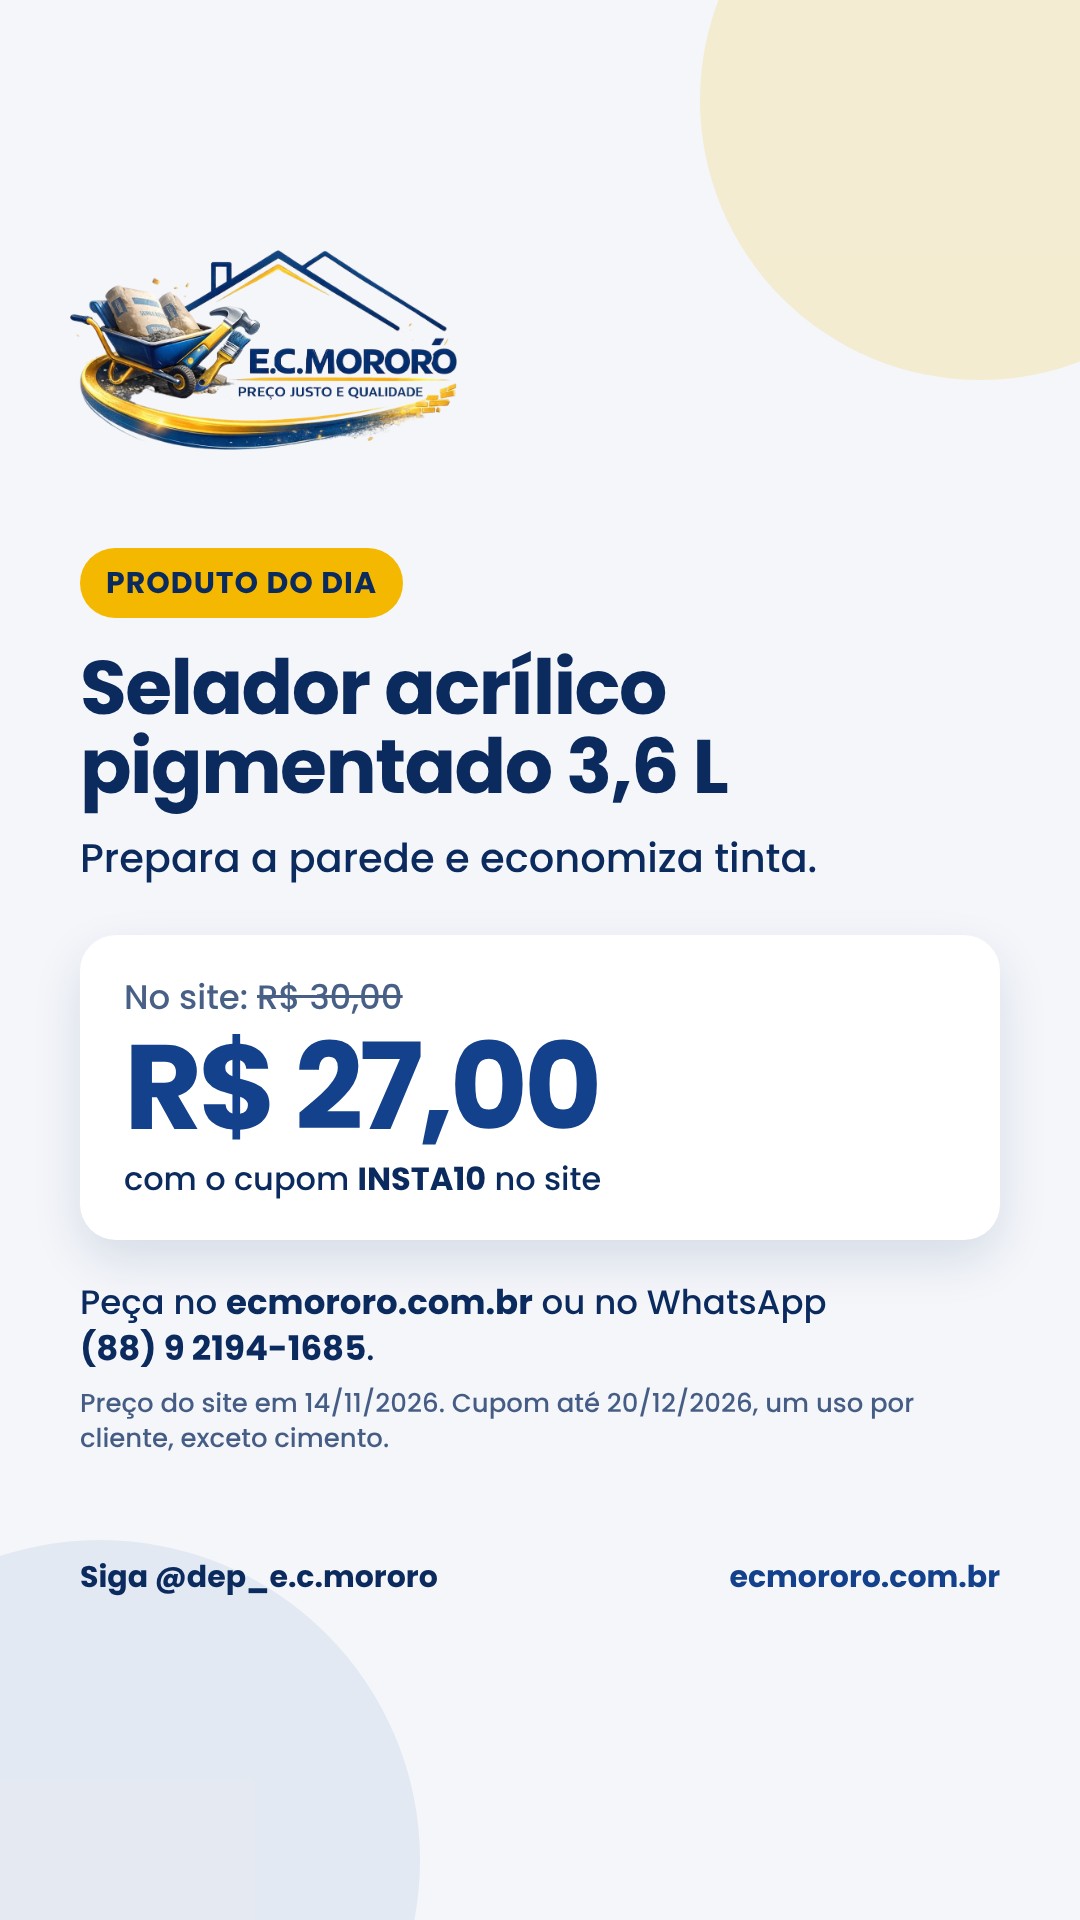 E.C.MORORÓ
PREÇO JUSTO E QUALIDADE
PRODUTO DO DIA
Selador acrílico
pigmentado 3,6 L
Prepara a parede e economiza tinta.
No site: R$ 30,00
R$ 27,00
com o cupom INSTA10 no site
Peça no ecmororo.com.br ou no WhatsApp
(88) 9 2194-1685.
Preço do site em 14/11/2026. Cupom até 20/12/2026, um uso por
cliente, exceto cimento.
Siga @dep_e.c.mororo
ecmororo.com.br